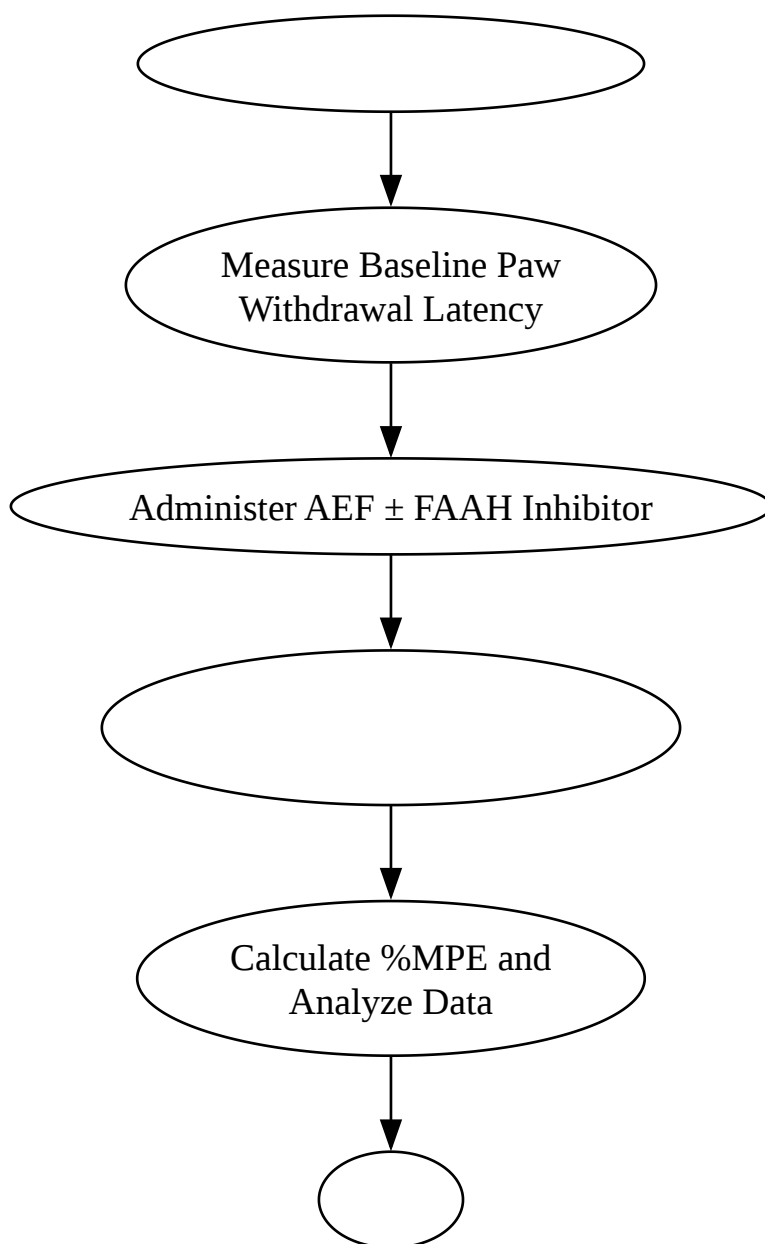 Measure Baseline Paw
Withdrawal Latency
Administer AEF ± FAAH Inhibitor
Calculate %MPE and
Analyze Data